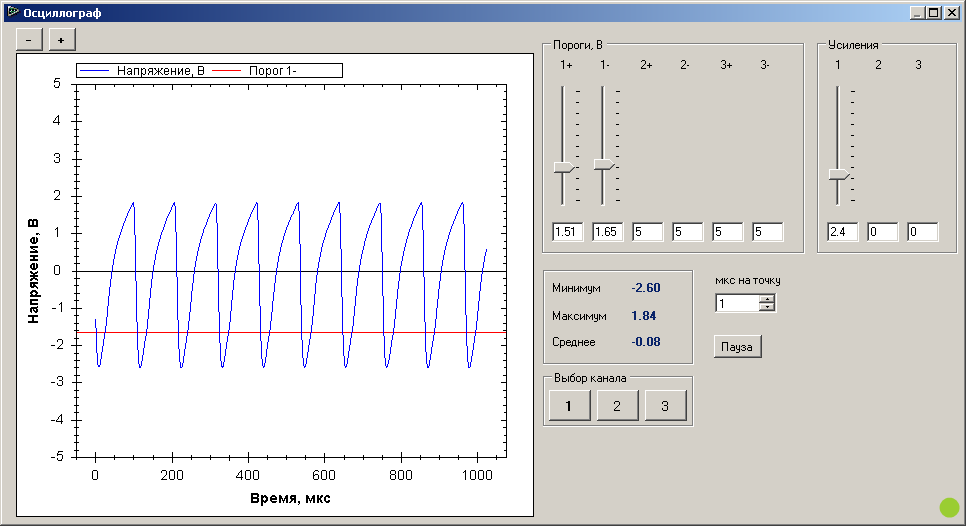 Осциллограф
- +
Напряжение, В Порог 1-
5
4
3
2
1
0
-1
-2
-3
-4
-5
Напряжение, В
0 200 400 600 800 1000
Время, мкс
Пороги, В
1+ 1- 2+ 2- 3+ 3-
1.51 1.65 5 5 5 5
Усиления
1 2 3
2.4 0 0
Минимум -2.60
Максимум 1.84
Среднее -0.08
мкс на точку
1
Пауза
Выбор канала
1 2 3